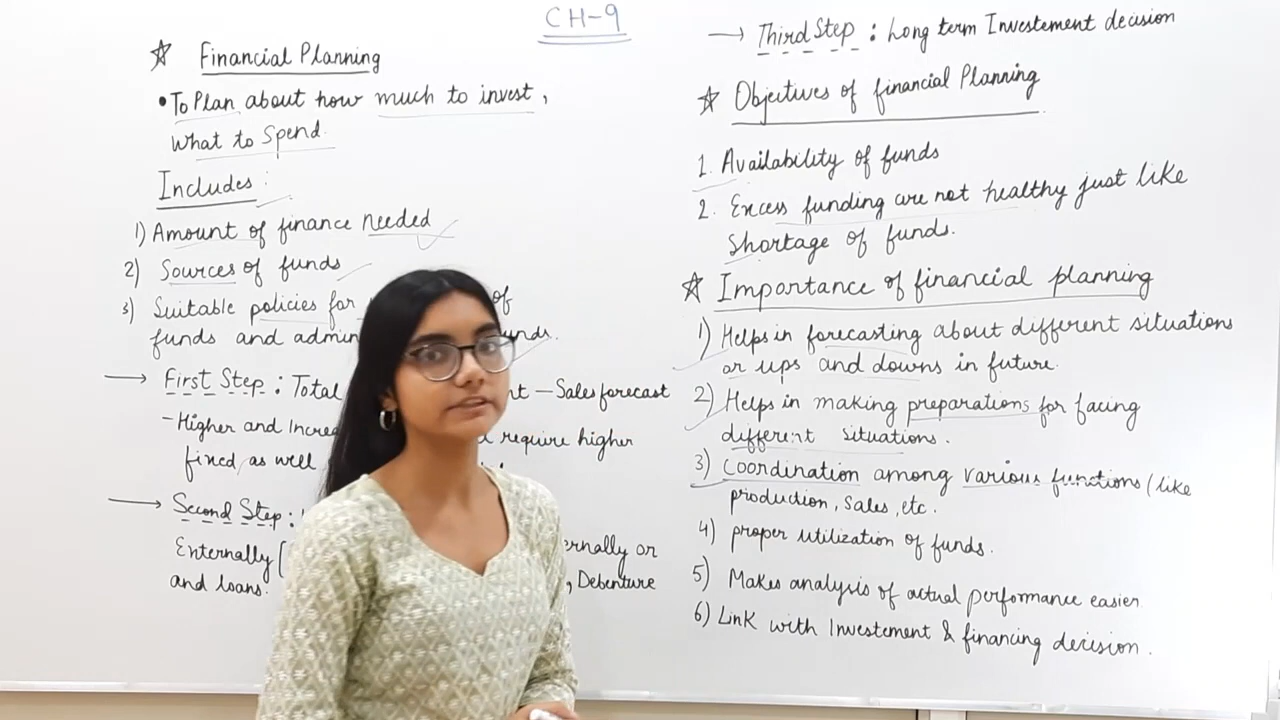 CH-9
☆ Financial Planning
• To Plan about how much to invest,
What to Spend.
Includes :
1) Amount of finance needed
2) Sources of funds
3) Suitable policies for of
funds and admin unds.
→ First Step : Total nt – Sales forecast
– Higher and Increa require higher
fixed as well
→ Second Step :
Enternally ( ernally or
and loans. , Debenture
→ Third Step : Long term Investement decision
☆ Objectives of financial Planning
1. Availability of funds
2. Excess funding are not healthy just like
Shortage of funds.
☆ Importance of financial planning
1) Helps in forecasting about different situations
or ups and downs in future.
2) Helps in making preparations for facing
different situations.
3) Coordination among various functions (like
production, Sales, etc.
4) proper utilization of funds.
5) Makes analysis of actual performance easier.
6) Link with Investement & financing decision.